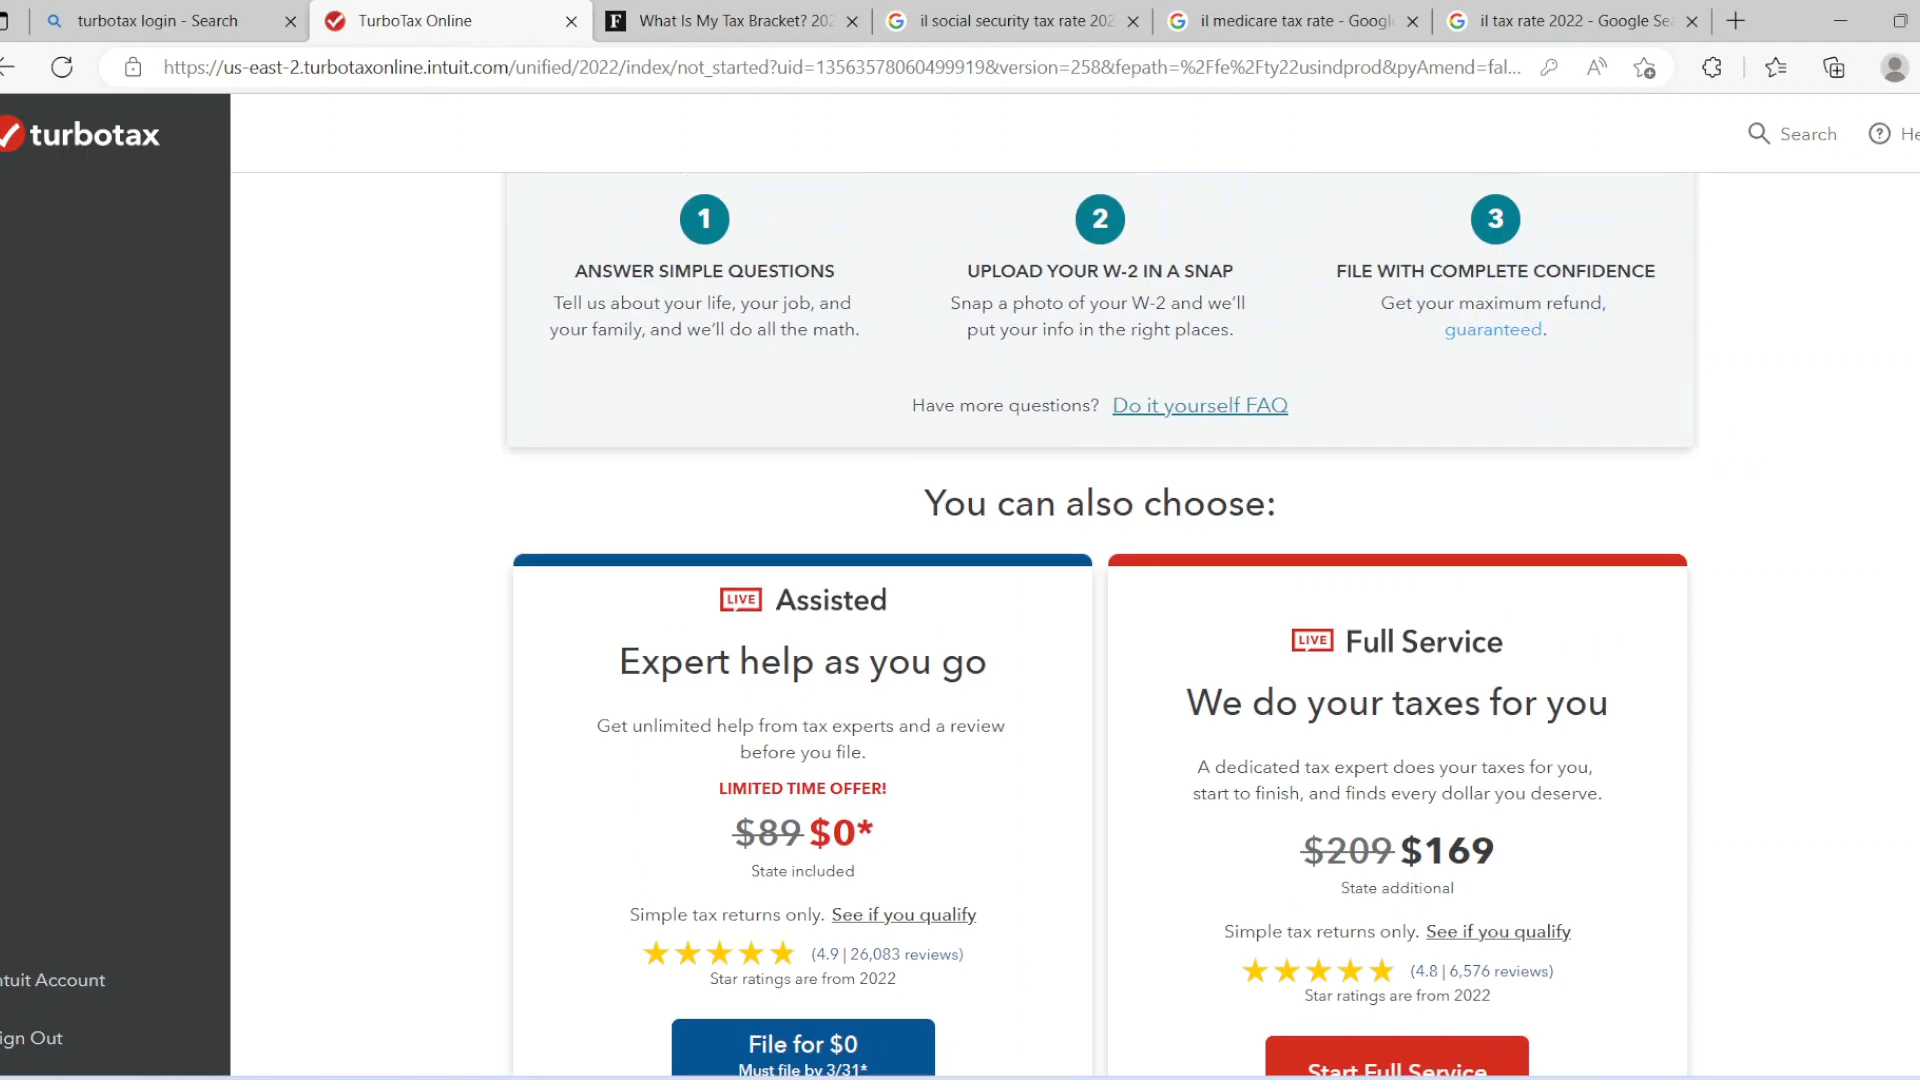 turbotax login - Search
TurboTax Online
What Is My Tax Bracket? 202
il social security tax rate 202
il medicare tax rate - Googl
il tax rate 2022 - Google Se
https://us-east-2.turbotaxonline.intuit.com/unified/2022/index/not_started?uid=13563578060499919&version=258&fepath=%2Ffe%2Fty22usindprod&pyAmend=fal...
turbotax
Search
He
1
2
3
ANSWER SIMPLE QUESTIONS
Tell us about your life, your job, and
your family, and we'll do all the math.
UPLOAD YOUR W-2 IN A SNAP
Snap a photo of your W-2 and we'll
put your info in the right places.
FILE WITH COMPLETE CONFIDENCE
Get your maximum refund,
guaranteed.
Have more questions? Do it yourself FAQ
You can also choose:
LIVE Assisted
Expert help as you go
Get unlimited help from tax experts and a review
before you file.
LIMITED TIME OFFER!
$89 $0*
State included
Simple tax returns only. See if you qualify
(4.9 | 26,083 reviews)
Star ratings are from 2022
File for $0
Must file by 3/31*
LIVE Full Service
We do your taxes for you
A dedicated tax expert does your taxes for you,
start to finish, and finds every dollar you deserve.
$209 $169
State additional
Simple tax returns only. See if you qualify
(4.8 | 6,576 reviews)
Star ratings are from 2022
Start Full Service
ntuit Account
ign Out